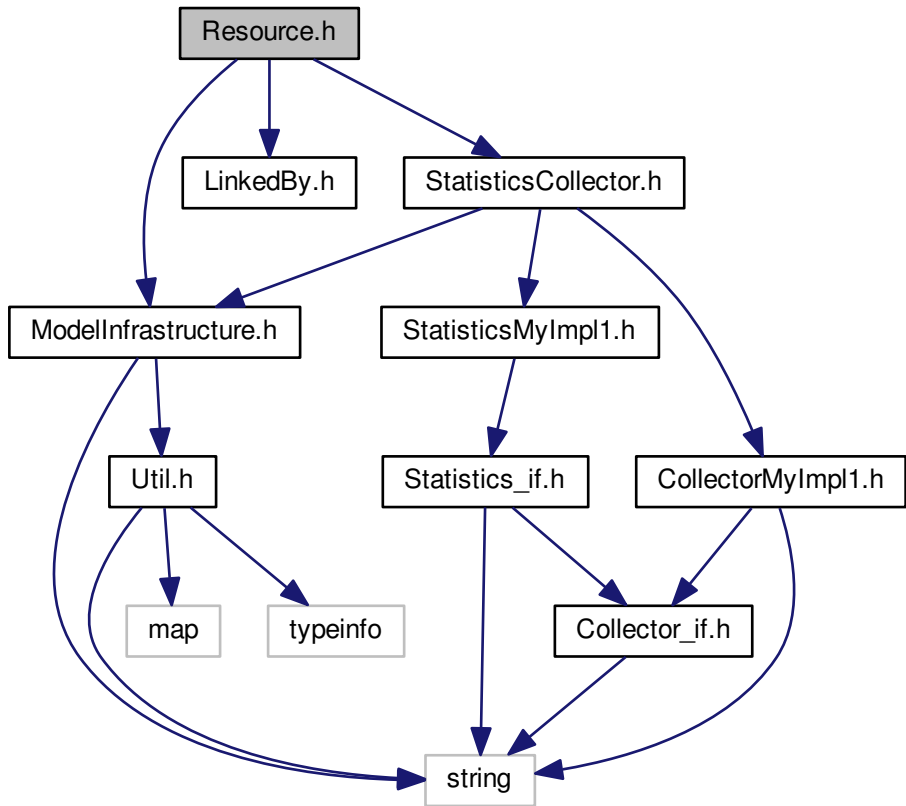 Resource.h
LinkedBy.h
StatisticsCollector.h
ModelInfrastructure.h
StatisticsMyImpl1.h
Util.h
Statistics_if.h
CollectorMyImpl1.h
map
typeinfo
Collector_if.h
string